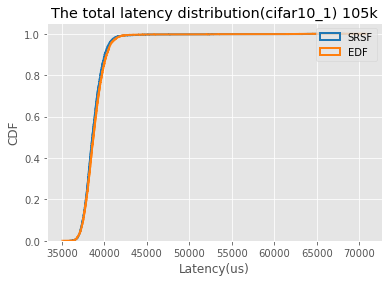 The total latency distribution(cifar10_1) 105k
SRSF
EDF
CDF
1.0
0.8
0.6
0.4
0.2
0.0
35000 40000 45000 50000 55000 60000 65000 70000
Latency(us)